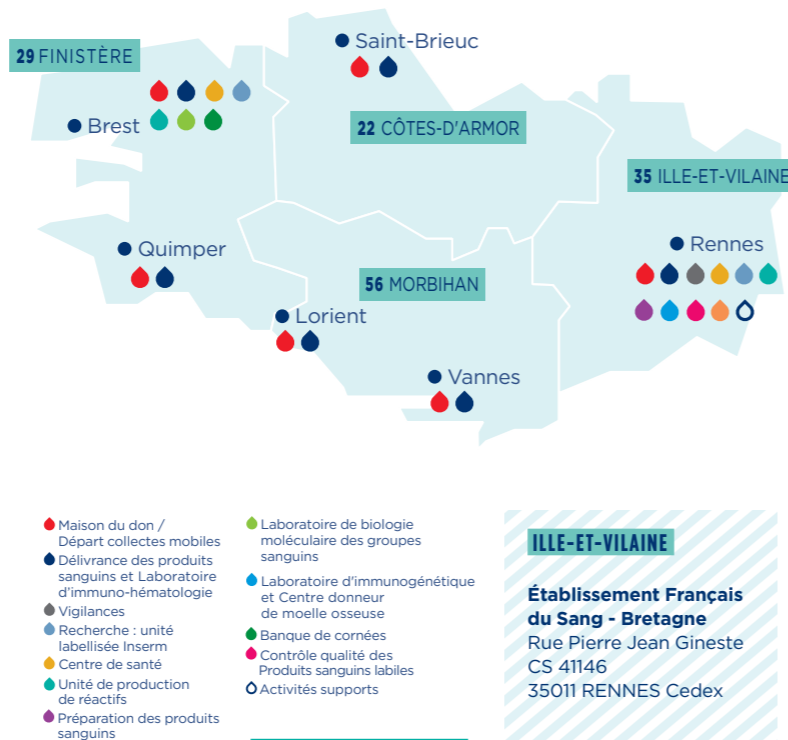 Saint-Brieuc
29 FINISTÈRE
Brest
22 CÔTES-D'ARMOR
35 ILLE-ET-VILAINE
Quimper
Rennes
56 MORBIHAN
Lorient
Vannes
Maison du don /
Départ collectes mobiles
Délivrance des produits
sanguins et Laboratoire
d'immuno-hématologie
Vigilances
Recherche : unité
labellisée Inserm
Centre de santé
Unité de production
de réactifs
Préparation des produits
sanguins
Laboratoire de biologie
moléculaire des groupes
sanguins
Laboratoire d'immunogénétique
et Centre donneur
de moelle osseuse
Banque de cornées
Contrôle qualité des
Produits sanguins labiles
Activités supports
ILLE-ET-VILAINE
Établissement Français
du Sang - Bretagne
Rue Pierre Jean Gineste
CS 41146
35011 RENNES Cedex